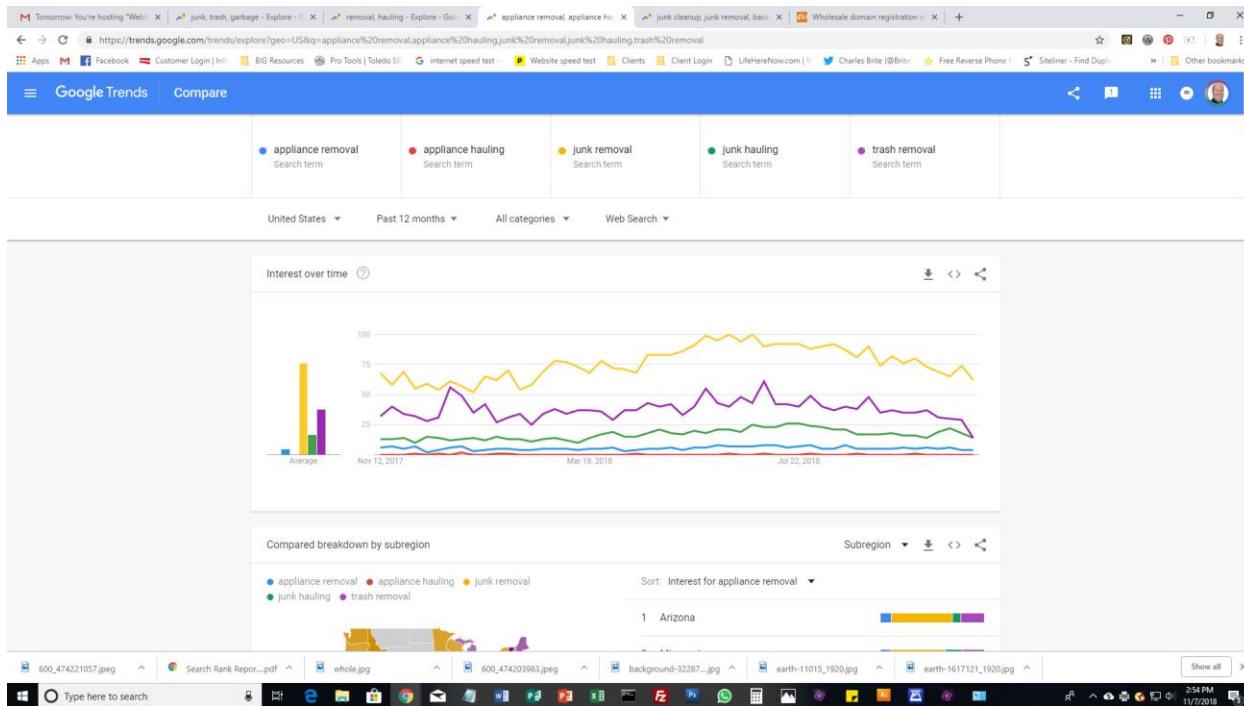 Tomorrow: You're hosting "Webl
junk, trash, garbage - Explore - G
removal, hauling - Explore - Goo
appliance removal, appliance hau
junk cleanup, junk removal, base
Wholesale domain registration
https://trends.google.com/trends/explore?geo=US&q=appliance%20removal,appliance%20hauling,junk%20removal,junk%20hauling,trash%20removal
Apps Facebook Customer Login | Inf BIG Resources Pro Tools | Toledo SE internet speed test - Website speed test Clients Client Login LifeHereNow.com | Charles Brite (@Brite Free Reverse Phone Siteliner - Find Dupl » Other bookmarks
Google Trends Compare
appliance removal appliance hauling junk removal junk hauling trash removal
Search term Search term Search term Search term Search term
United States Past 12 months All categories Web Search
Interest over time
100
75
50
25
Average Nov 12, 2017 Mar 18, 2018 Jul 22, 2018
Compared breakdown by subregion Subregion
appliance removal appliance hauling junk removal Sort: Interest for appliance removal
junk hauling trash removal
1 Arizona
600_474221057.jpeg Search Rank Repor....pdf whole.jpg 600_474203983.jpeg background-32287....jpg earth-11015_1920.jpg earth-1617121_1920.jpg Show all
Type here to search
2:54 PM
11/7/2018